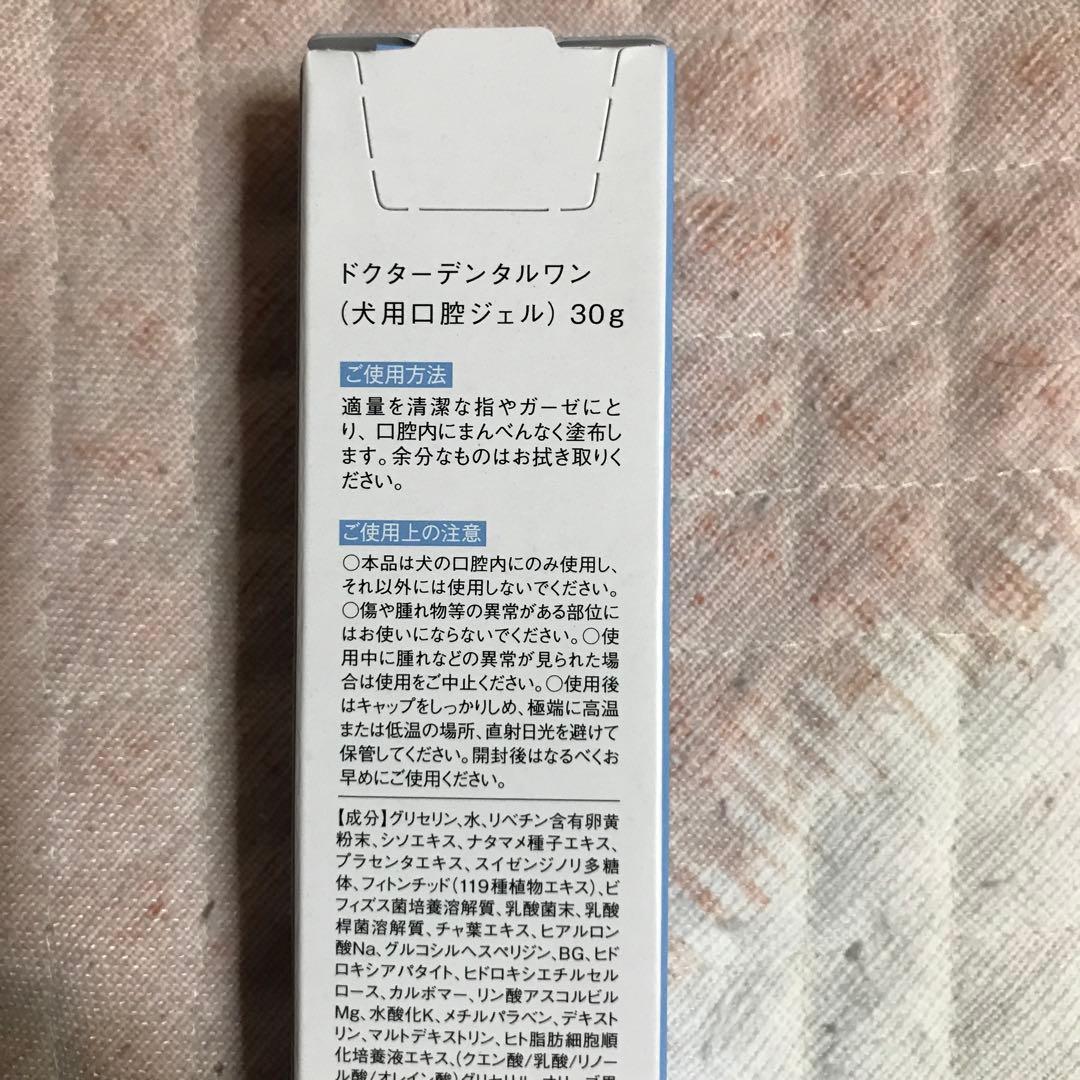 ドクターデンタルワン
(犬用口腔ジェル) 30g
ご使用方法
適量を清潔な指やガーゼにと
り、口腔内にまんべんなく塗布し
ます。余分なものはお拭き取りく
ださい。
ご使用上の注意
○本品は犬の口腔内にのみ使用し、
それ以外には使用しないでください。
○傷や腫れ物等の異常がある部位に
はお使いにならないでください。○使
用中に腫れなどの異常が見られた場
合は使用をご中止ください。○使用後
はキャップをしっかりしめ、極端に高温
または低温の場所、直射日光を避けて
保管してください。開封後はなるべくお
早めにご使用ください。
【成分】グリセリン、水、リベチン含有卵黄
粉末、シソエキス、ナタマメ種子エキス、
プラセンタエキス、スイゼンジノリ多糖
体、フィトンチッド(119種植物エキス)、ビ
フィズス菌培養溶解質、乳酸菌末、乳酸
桿菌溶解質、チャ葉エキス、ヒアルロン
酸Na、グルコシルヘスペリジン、BG、ヒド
ロキシアパタイト、ヒドロキシエチルセル
ロース、カルボマー、リン酸アスコルビル
Mg、水酸化K、メチルパラベン、デキスト
リン、マルトデキストリン、ヒト脂肪細胞順
化培養液エキス、(クエン酸/乳酸/リノー
ル酸/オレイン酸)グリセリル、オリーブ果